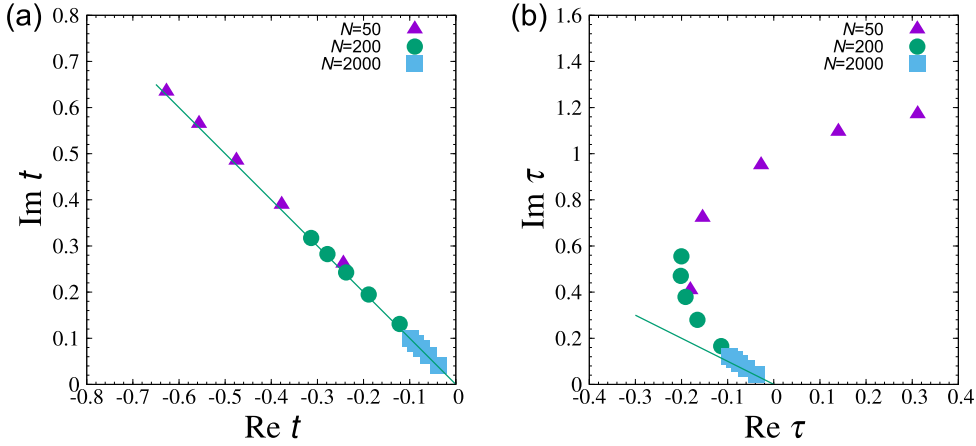 (a)
N=50
N=200
N=2000
0.8
0.7
0.6
0.5
0.4
0.3
0.2
0.1
0
Im t
-0.8 -0.7 -0.6 -0.5 -0.4 -0.3 -0.2 -0.1 0
Re t
(b)
N=50
N=200
N=2000
1.6
1.4
1.2
1
0.8
0.6
0.4
0.2
0
Im τ
-0.4 -0.3 -0.2 -0.1 0 0.1 0.2 0.3 0.4
Re τ